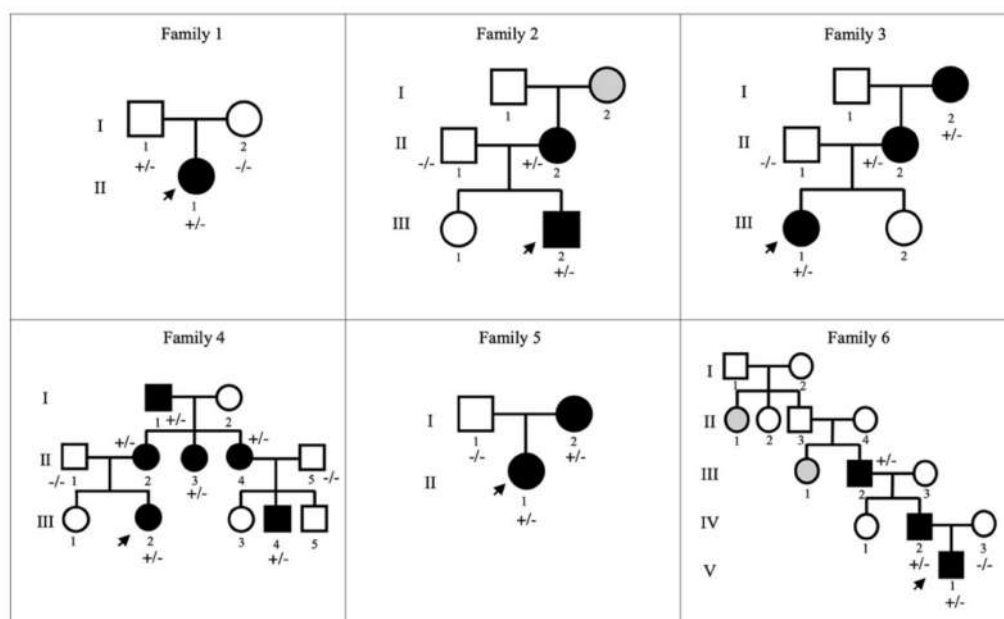 Family 1
I
1 2
+/- -/-
II
1
+/-
Family 2
I
1 2
II
-/- 1 +/- 2
III
1 2
+/-
Family 3
I
1 2
+/-
II
-/- 1 +/- 2
III
1 2
+/-
Family 4
I
1 +/- 2
+/- +/-
II
-/- 1 2 3 4 5 -/-
+/-
III
1 2 3 4 5
+/- +/-
Family 5
I
1 2
-/- +/-
II
1
+/-
Family 6
I
1 2
II
1 2 3 4
III +/-
1 2 3
IV
1 2 3
+/- -/-
V
1
+/-